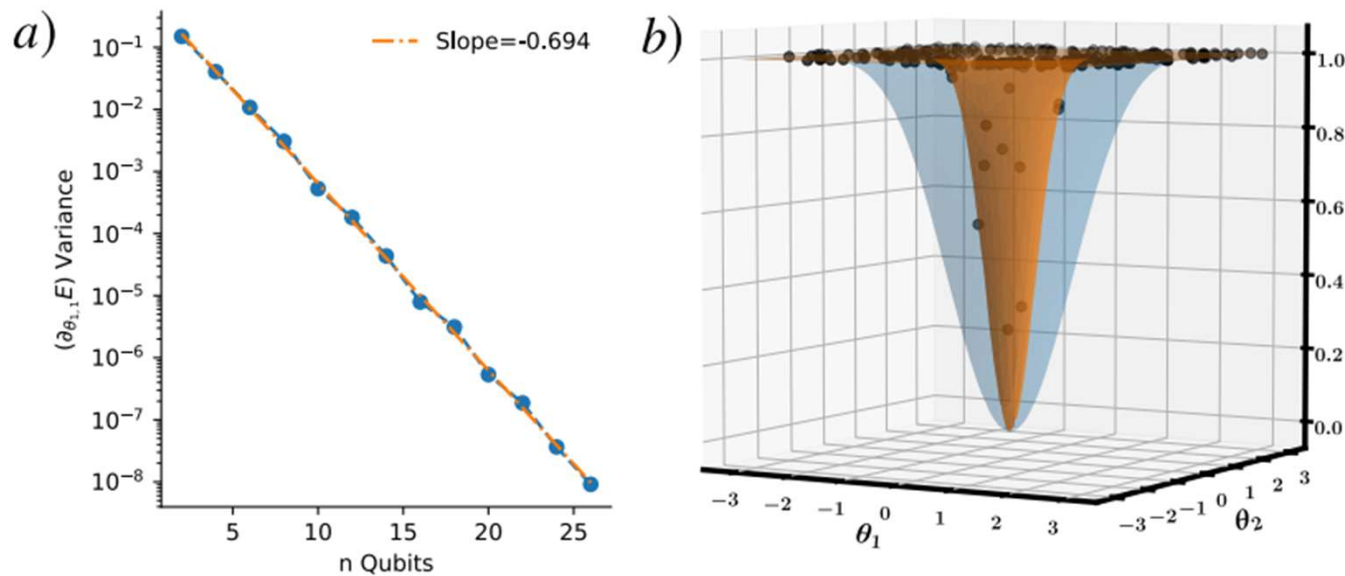 a)
Slope=-0.694
10⁻¹
10⁻²
10⁻³
10⁻⁴
10⁻⁵
10⁻⁶
10⁻⁷
10⁻⁸
(∂θ₁,₁E) Variance
5 10 15 20 25
n Qubits
b)
1.0
0.8
0.6
0.4
0.2
0.0
−3 −2 −1 0 1 2 3
θ₁
−3 −2 −1 0 1 2 3
θ₂